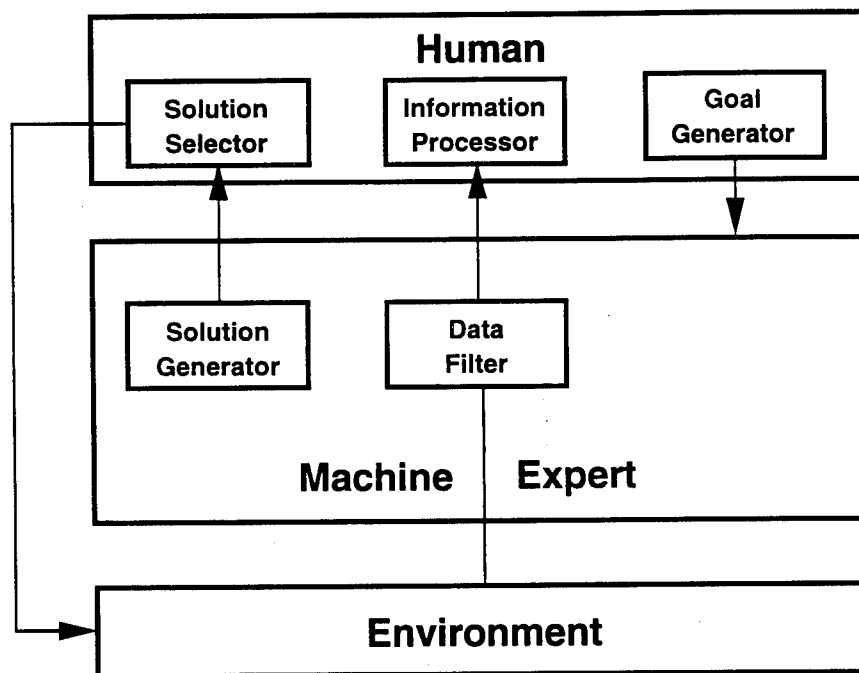 Human
Solution
Selector
Information
Processor
Goal
Generator
Solution
Generator
Data
Filter
Machine Expert
Environment